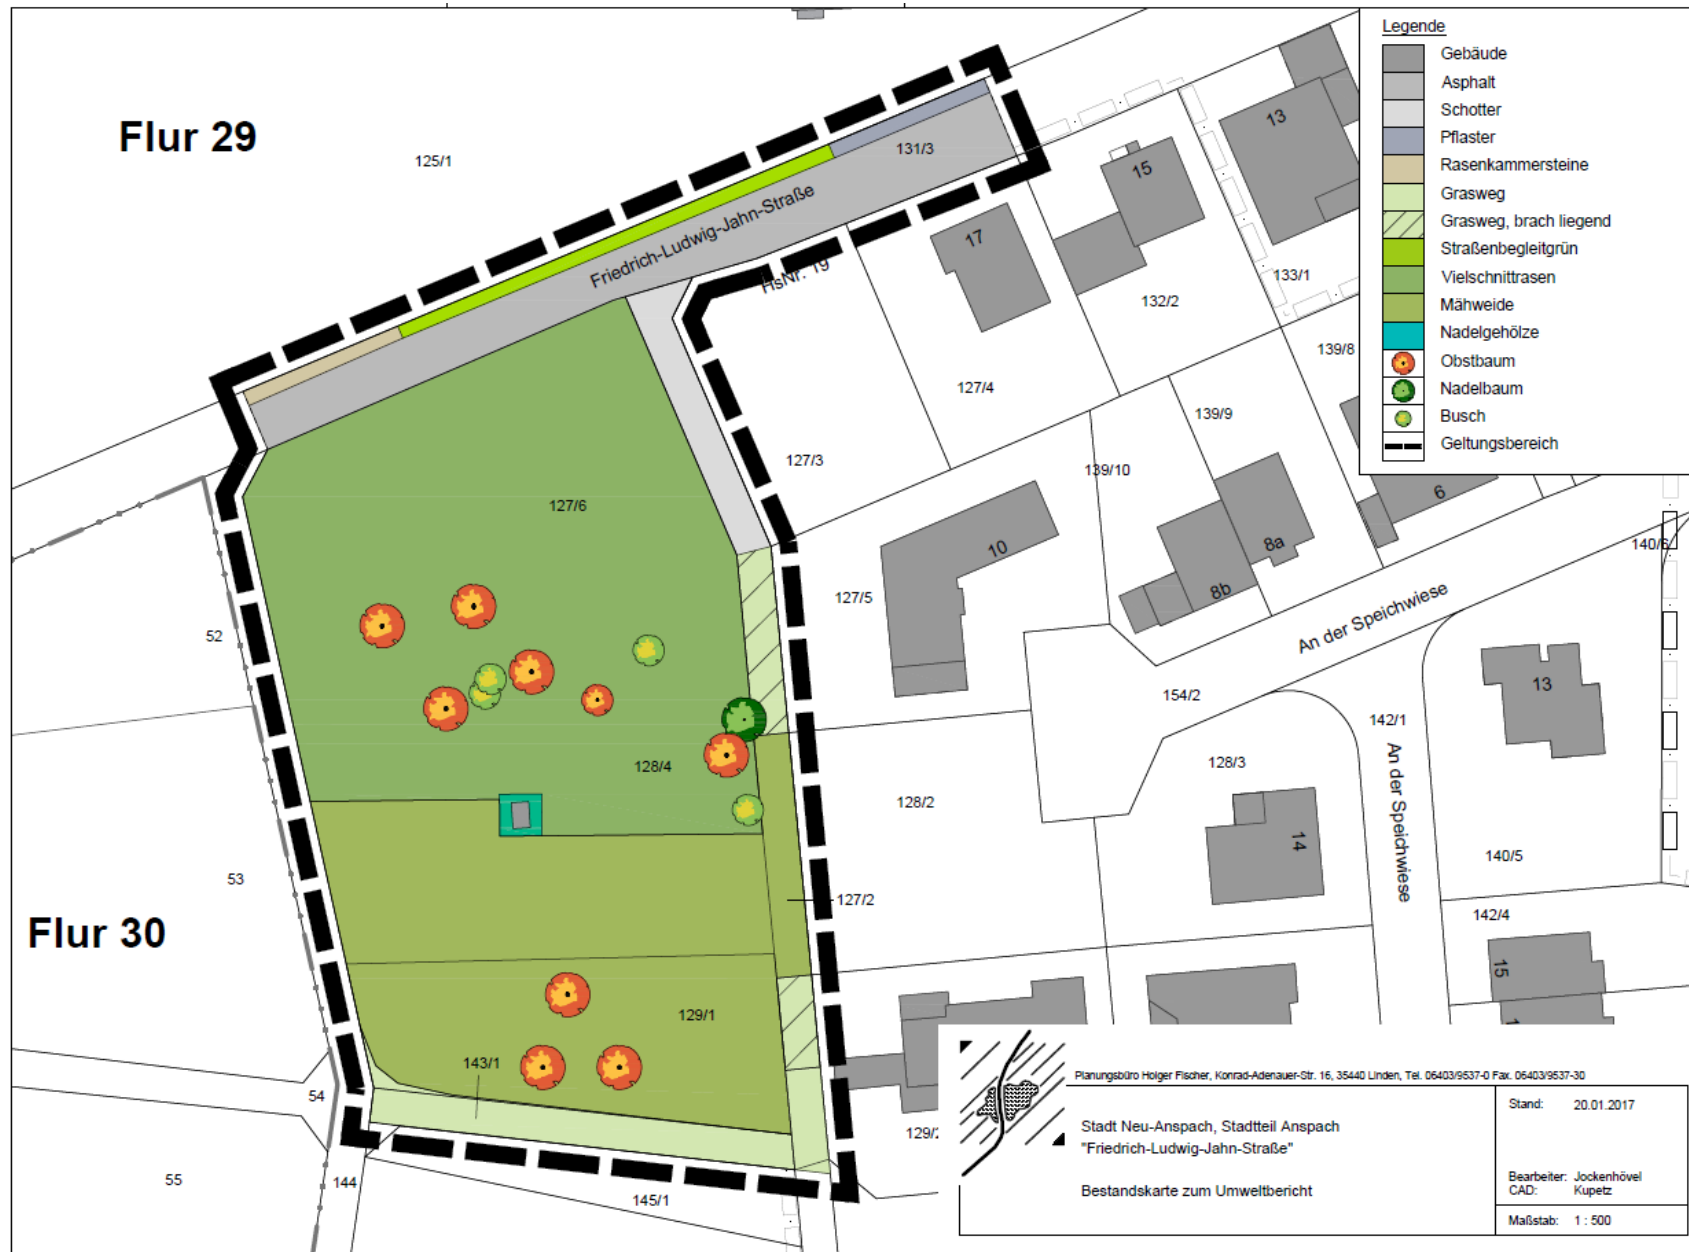 Legende
Gebäude
Asphalt
Schotter
Pflaster
Rasenkammersteine
Grasweg
Grasweg, brach liegend
Straßenbegleitgrün
Vielschnittrasen
Mähweide
Nadelgehölze
Obstbaum
Nadelbaum
Busch
Geltungsbereich
Flur 29
125/1
131/3
Friedrich-Ludwig-Jahn-Straße
HsNr. 19
13
15
17
133/1
132/2
139/8
127/4
139/9
127/3
139/10
127/6
6
10
8a
8b
140/6
127/5
An der Speichwiese
52
154/2
142/1
13
An der Speichwiese
128/4
128/3
128/2
14
140/5
53
127/2
142/4
Flur 30
15
129/1
143/1
54
129/2
55
144
145/1
Planungsbüro Holger Fischer, Konrad-Adenauer-Str. 16, 35440 Linden, Tel. 06403/9537-0 Fax. 06403/9537-30
Stadt Neu-Anspach, Stadtteil Anspach
"Friedrich-Ludwig-Jahn-Straße"
Bestandskarte zum Umweltbericht
Stand: 20.01.2017
Bearbeiter: Jockenhövel
CAD: Kupetz
Maßstab: 1 : 500